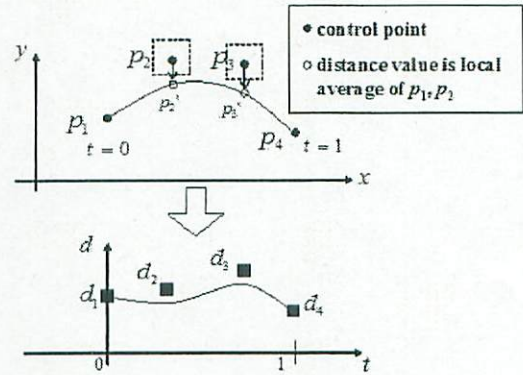 y
p₂
p₃
p₂'
p₃'
p₁
t = 0
p₄
t = 1
x
● control point
○ distance value is local
average of p₁, p₂
d
d₁
d₂
d₃
d₄
0
1
t